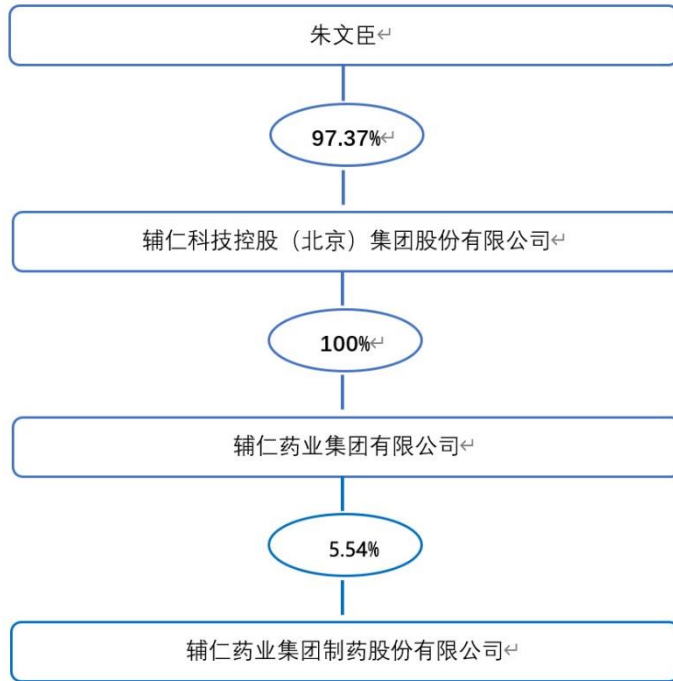 朱文臣↵
97.37%↵
辅仁科技控股（北京）集团股份有限公司↵
100%↵
辅仁药业集团有限公司↵
5.54%
辅仁药业集团制药股份有限公司↵